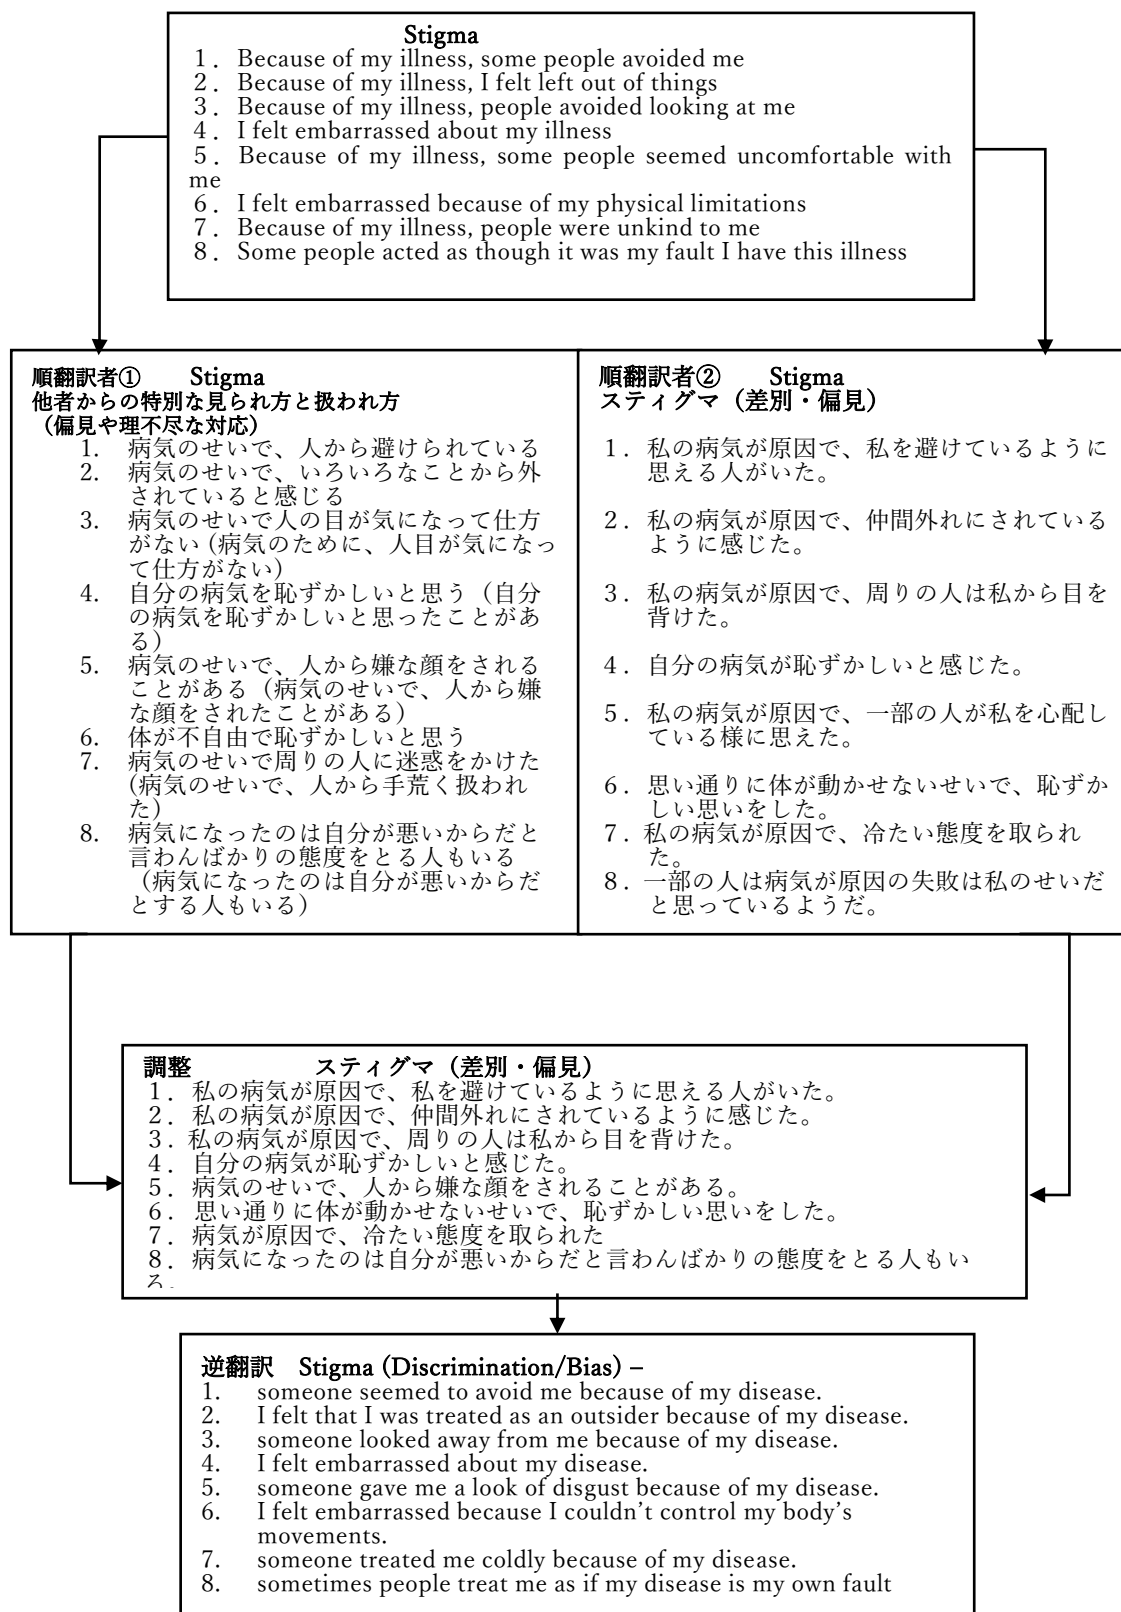 Stigma
１．Because of my illness, some people avoided me
２．Because of my illness, I felt left out of things
３．Because of my illness, people avoided looking at me
４．I felt embarrassed about my illness
５．Because of my illness, some people seemed uncomfortable with
me
６．I felt embarrassed because of my physical limitations
７．Because of my illness, people were unkind to me
８．Some people acted as though it was my fault I have this illness
順翻訳者① Stigma
他者からの特別な見られ方と扱われ方
（偏見や理不尽な対応）
1. 病気のせいで、人から避けられている
2. 病気のせいで、いろいろなことから外
されていると感じる
3. 病気のせいで人の目が気になって仕方
がない（病気のために、人目が気になっ
て仕方がない）
4. 自分の病気を恥ずかしいと思う（自分
の病気を恥ずかしいと思ったことがあ
る）
5. 病気のせいで、人から嫌な顔をされる
ことがある（病気のせいで、人から嫌
な顔をされたことがある）
6. 体が不自由で恥ずかしいと思う
7. 病気のせいで周りの人に迷惑をかけた
(病気のせいで、人から手荒く扱われ
た）
8. 病気になったのは自分が悪いからだと
言わんばかりの態度をとる人もいる
（病気になったのは自分が悪いからだ
とする人もいる）
順翻訳者② Stigma
スティグマ（差別・偏見）
１．私の病気が原因で、私を避けているように
思える人がいた。
２．私の病気が原因で、仲間外れにされている
ように感じた。
３．私の病気が原因で、周りの人は私から目を
背けた。
４．自分の病気が恥ずかしいと感じた。
５．私の病気が原因で、一部の人が私を心配し
ている様に思えた。
６．思い通りに体が動かせないせいで、恥ずか
しい思いをした。
７．私の病気が原因で、冷たい態度を取られ
た。
８．一部の人は病気が原因の失敗は私のせいだ
と思っているようだ。
調整 スティグマ（差別・偏見）
１．私の病気が原因で、私を避けているように思える人がいた。
２．私の病気が原因で、仲間外れにされているように感じた。
３．私の病気が原因で、周りの人は私から目を背けた。
４．自分の病気が恥ずかしいと感じた。
５．病気のせいで、人から嫌な顔をされることがある。
６．思い通りに体が動かせないせいで、恥ずかしい思いをした。
７．病気が原因で、冷たい態度を取られた
８．病気になったのは自分が悪いからだと言わんばかりの態度をとる人もい
る。
逆翻訳 Stigma (Discrimination/Bias) –
1. someone seemed to avoid me because of my disease.
2. I felt that I was treated as an outsider because of my disease.
3. someone looked away from me because of my disease.
4. I felt embarrassed about my disease.
5. someone gave me a look of disgust because of my disease.
6. I felt embarrassed because I couldn’t control my body’s
movements.
7. someone treated me coldly because of my disease.
8. sometimes people treat me as if my disease is my own fault